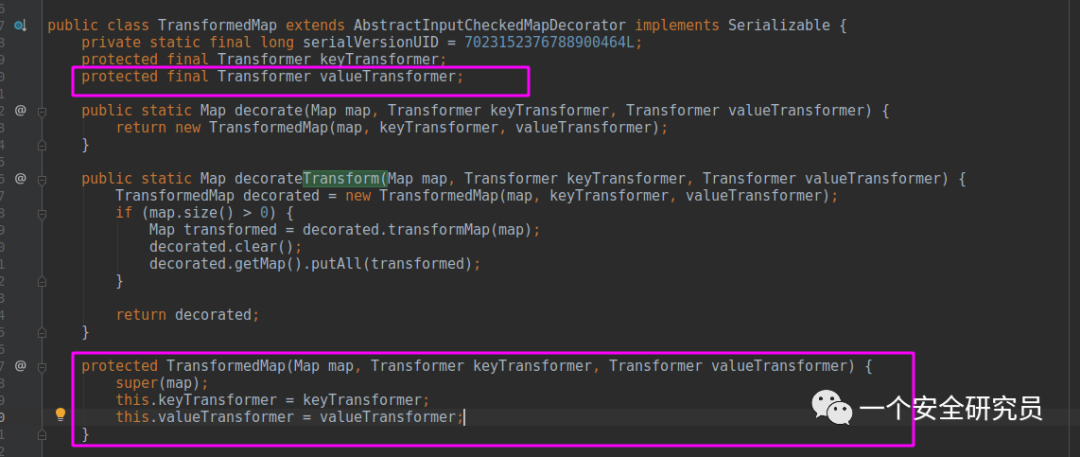 public class TransformedMap extends AbstractInputCheckedMapDecorator implements Serializable {
private static final long serialVersionUID = 7023152376788900464L;
protected final Transformer keyTransformer;
protected final Transformer valueTransformer;
public static Map decorate(Map map, Transformer keyTransformer, Transformer valueTransformer) {
return new TransformedMap(map, keyTransformer, valueTransformer);
}
public static Map decorateTransform(Map map, Transformer keyTransformer, Transformer valueTransformer) {
TransformedMap decorated = new TransformedMap(map, keyTransformer, valueTransformer);
if (map.size() > 0) {
Map transformed = decorated.transformMap(map);
decorated.clear();
decorated.getMap().putAll(transformed);
}
return decorated;
}
protected TransformedMap(Map map, Transformer keyTransformer, Transformer valueTransformer) {
super(map);
this.keyTransformer = keyTransformer;
this.valueTransformer = valueTransformer;
}
一个安全研究员